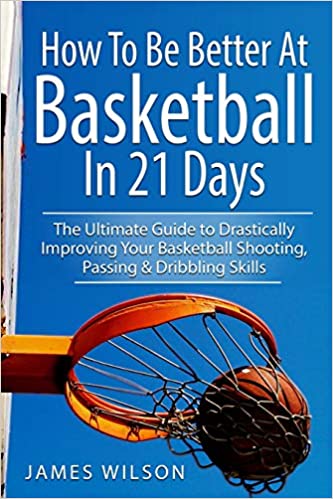 How To Be Better At
Basketball
In 21 Days
The Ultimate Guide to Drastically
Improving Your Basketball Shooting,
Passing & Dribbling Skills
JAMES WILSON